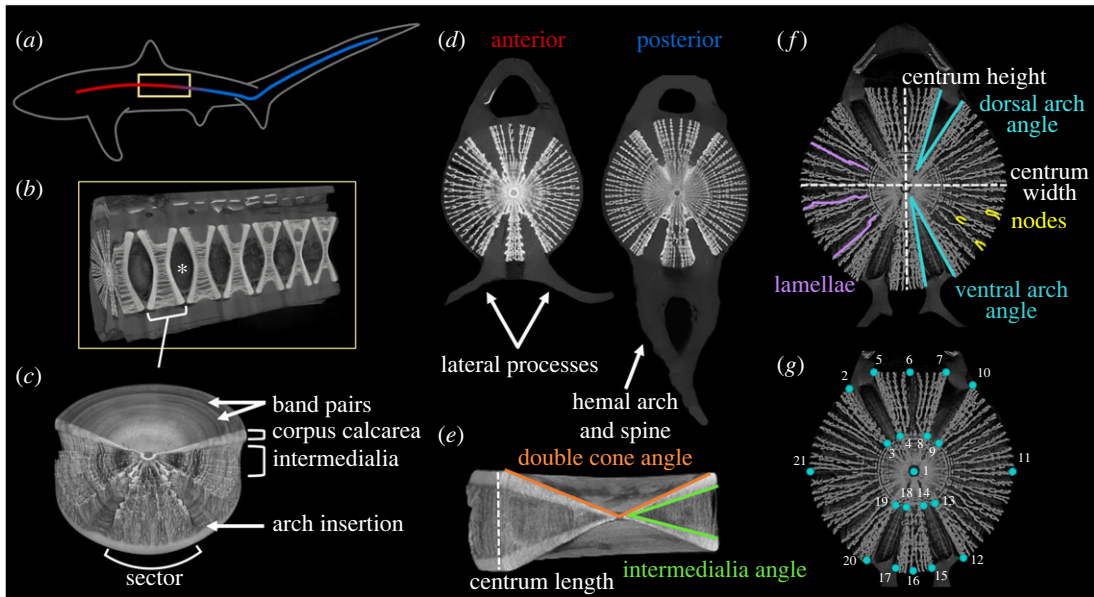 (a)
(b)
*
(c)
band pairs
corpus calcarea
intermedialia
arch insertion
sector
(d)
anterior
posterior
lateral processes
hemal arch
and spine
(e)
double cone angle
centrum length
intermedialia angle
(f)
centrum height
dorsal arch
angle
centrum
width
nodes
lamellae
ventral arch
angle
(g)
5
6
7
2
10
4
8
3
9
1
21
11
19
18
14
13
20
12
17
16
15